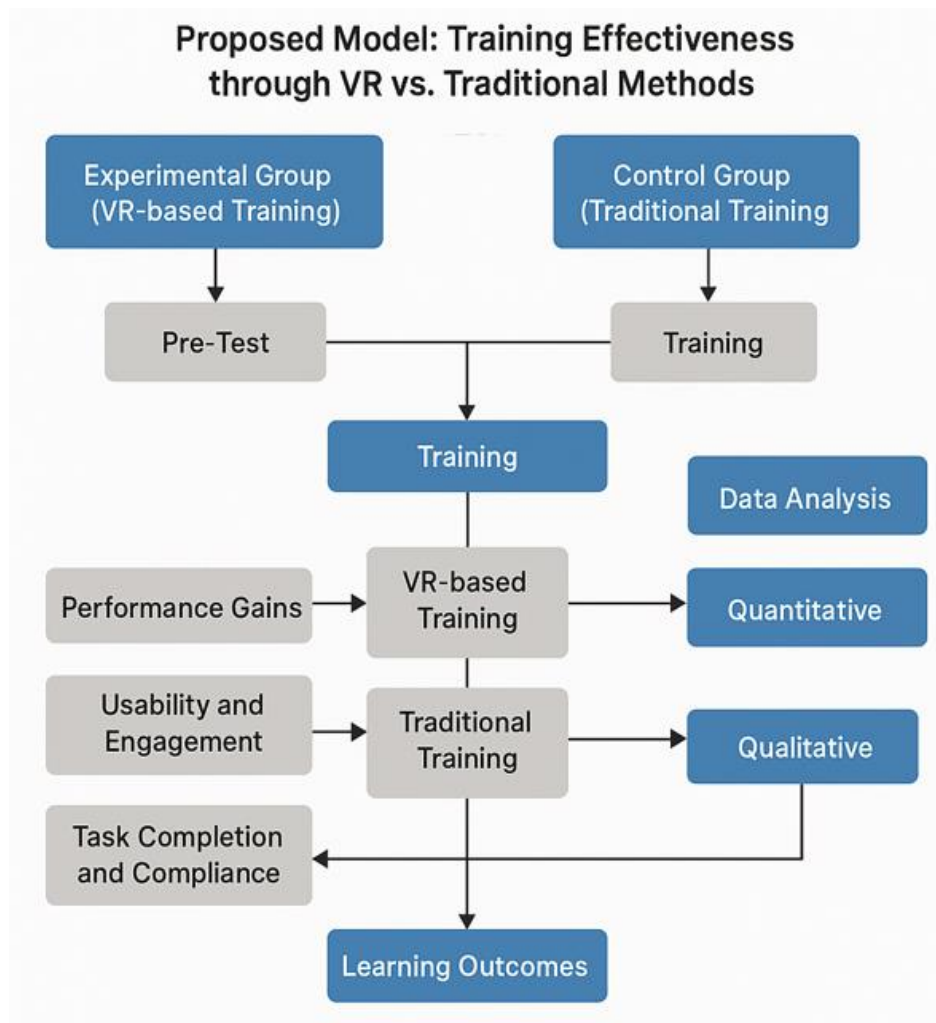 Proposed Model: Training Effectiveness
through VR vs. Traditional Methods
Experimental Group
(VR-based Training)
Control Group
(Traditional Training
Pre-Test
Training
Training
Data Analysis
Performance Gains
VR-based
Training
Quantitative
Usability and
Engagement
Traditional
Training
Qualitative
Task Completion
and Compliance
Learning Outcomes